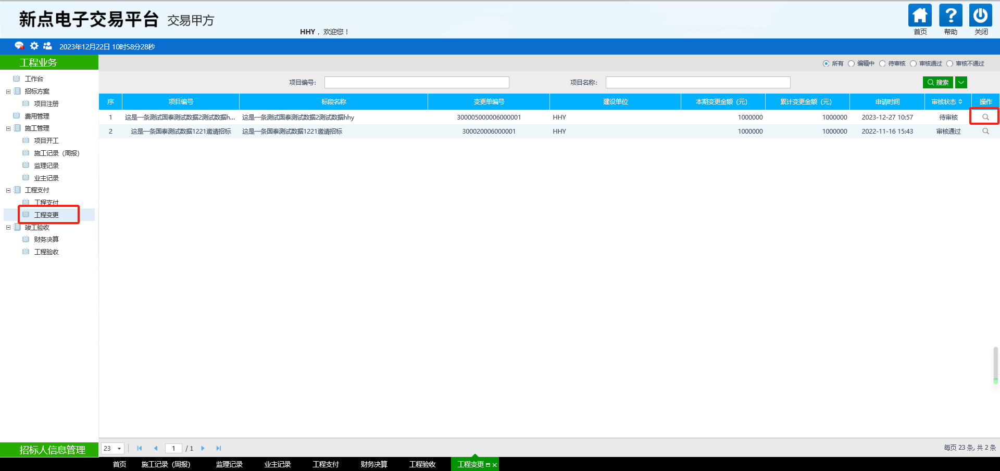 新点电子交易平台 交易甲方
HHY ，欢迎您！
首页 帮助 关闭
2023年12月22日 10时58分28秒
工程业务
工作台
招标方案
项目注册
费用管理
施工管理
项目开工
施工记录（周报）
监理记录
业主记录
工程支付
工程支付
工程变更
竣工验收
财务决算
工程验收
招标人信息管理
所有 编辑中 待审核 审核通过 审核不通过
项目编号： 项目名称： 搜索
序 项目编号 标段名称 变更单编号 建设单位 本期变更金额（元） 累计变更金额（元） 申请时间 审核状态 操作
1 这是一条测试国泰测试数据2测试数据h... 这是一条测试国泰测试数据2测试数据hhy 300005000006000001 HHY 1000000 1000000 2023-12-27 10:57 待审核
2 这是一条国泰测试数据1221邀请招标 这是一条国泰测试数据1221邀请招标 300020006000001 HHY 1000000 1000000 2022-11-16 15:43 审核通过
23 1 / 1 每页 23 条, 共 2 条
首页 施工记录（周报） 监理记录 业主记录 工程支付 财务决算 工程验收 工程变更